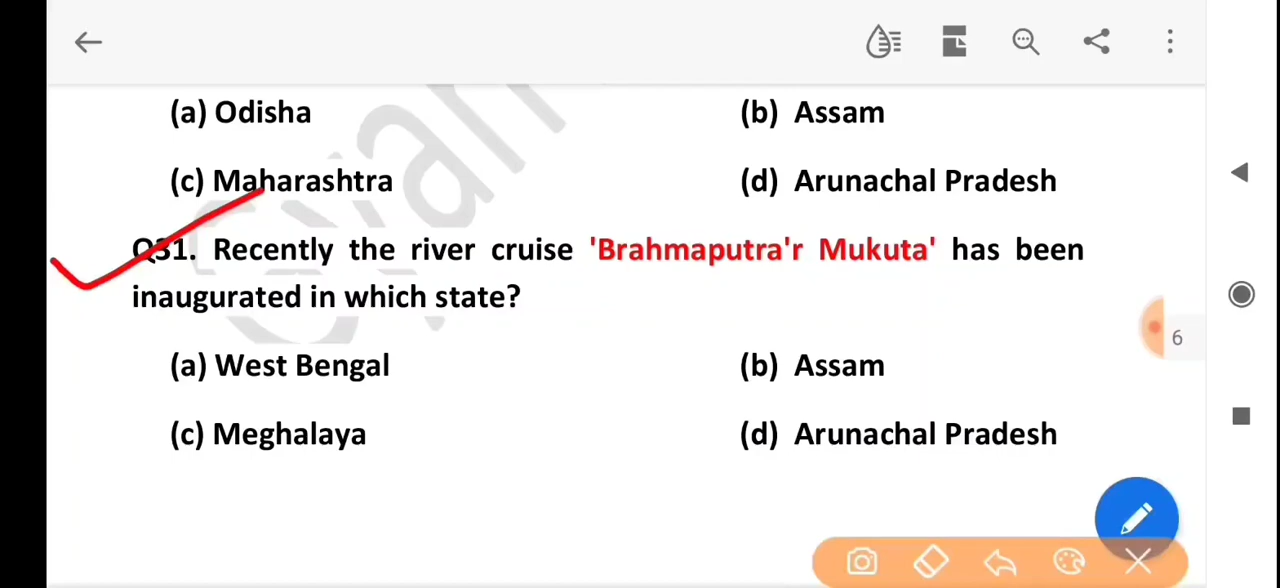 (a) Odisha (b) Assam
(c) Maharashtra (d) Arunachal Pradesh
Q31. Recently the river cruise 'Brahmaputra'r Mukuta' has been
inaugurated in which state?
6
(a) West Bengal (b) Assam
(c) Meghalaya (d) Arunachal Pradesh